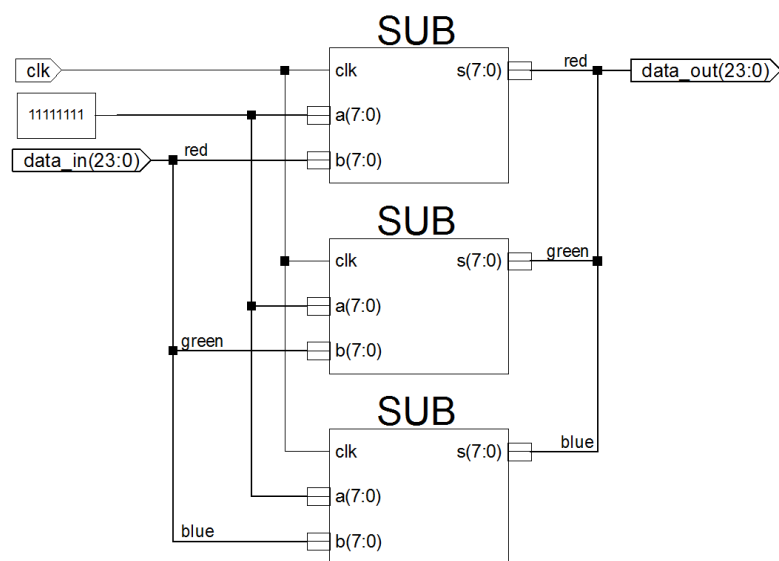 SUB
clk
clk
s(7:0)
red
data_out(23:0)
11111111
a(7:0)
data_in(23:0)
red
b(7:0)
SUB
clk
s(7:0)
green
a(7:0)
green
b(7:0)
SUB
clk
s(7:0)
blue
a(7:0)
blue
b(7:0)